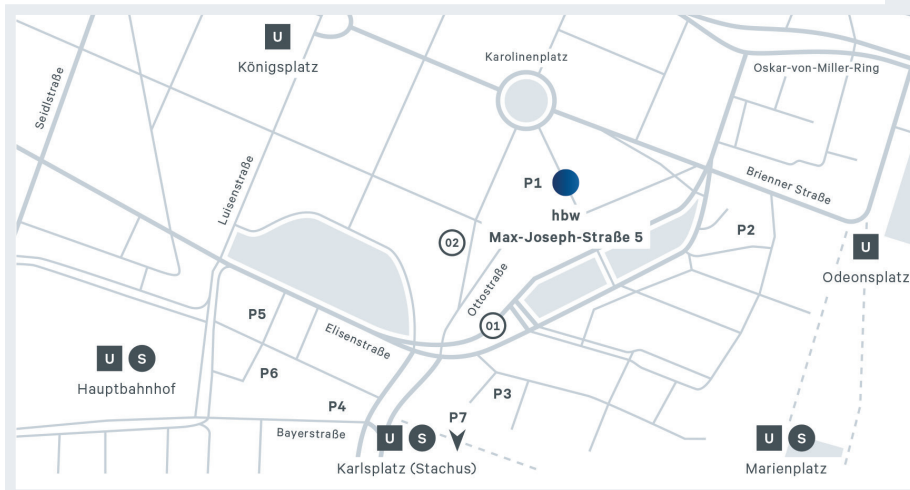 U
Königsplatz
Karolinenplatz
Oskar-von-Miller-Ring
Seidlstraße
Luisenstraße
P1
hbw
Max-Joseph-Straße 5
Brienner Straße
P2
02
U
Odeonsplatz
Ottostraße
01
P5
Elisenstraße
U S
Hauptbahnhof
P6
P4
P3
P7
Bayerstraße
U S
Karlsplatz (Stachus)
U S
Marienplatz